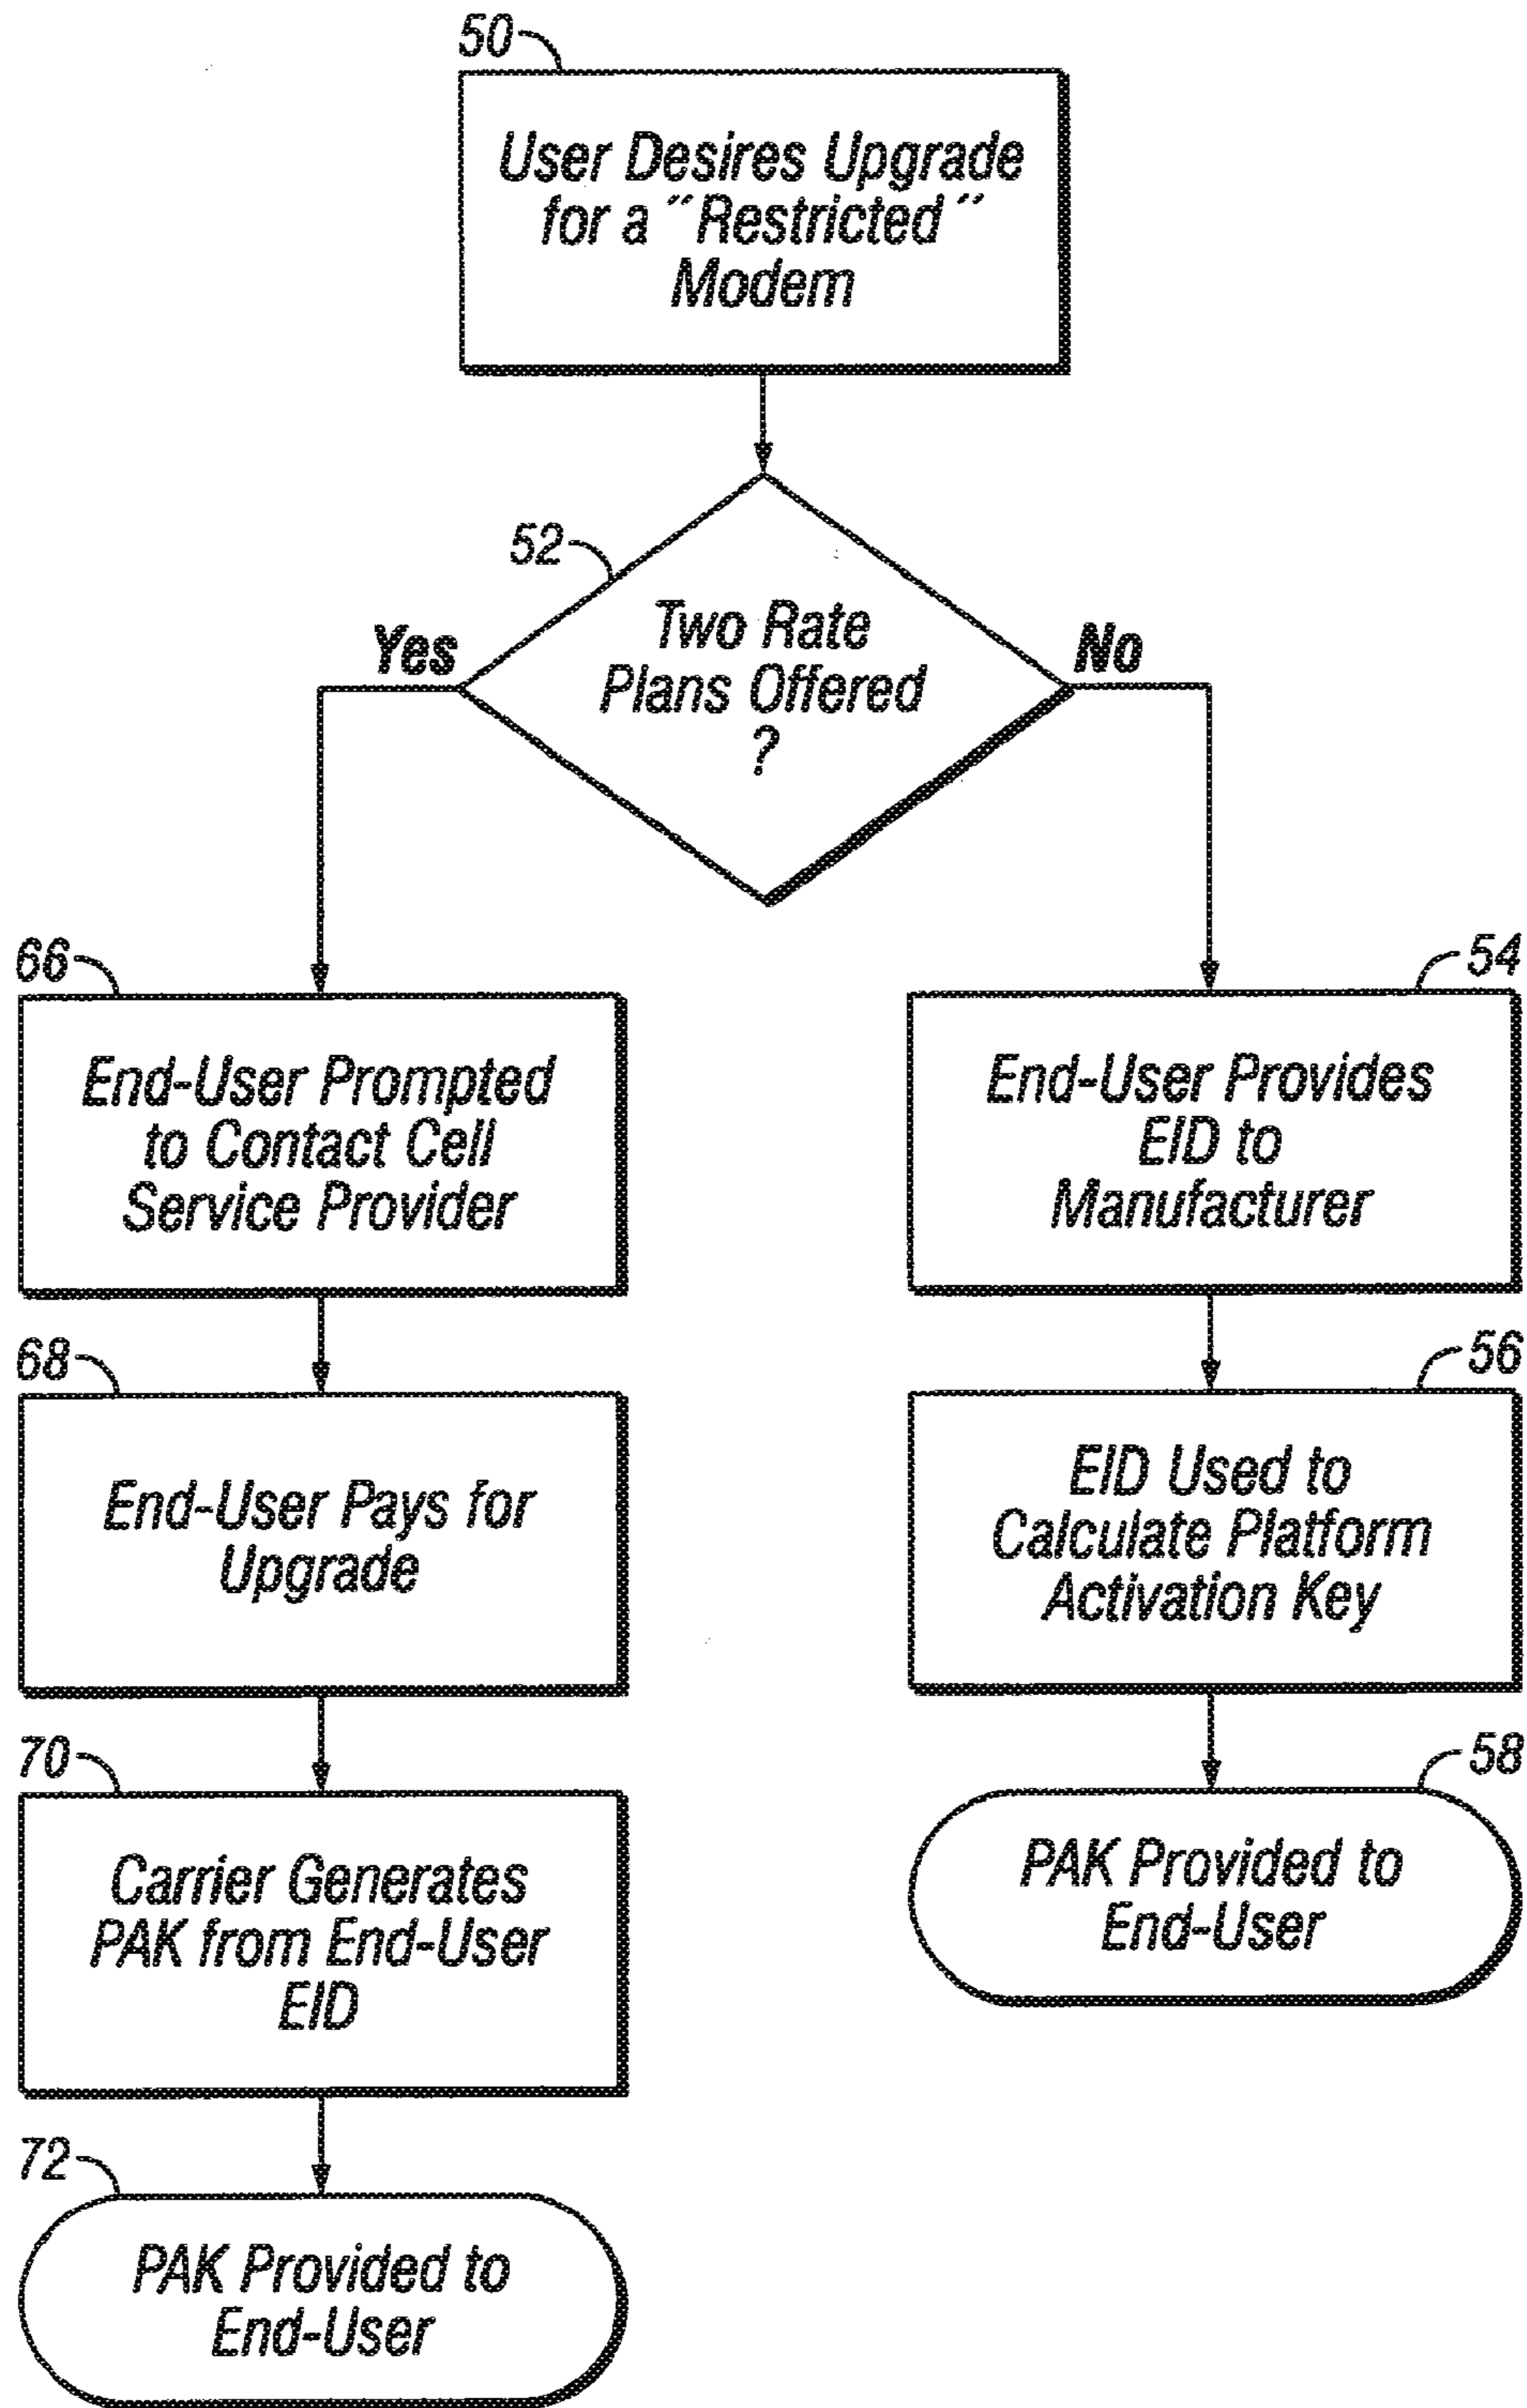 50
User Desires Upgrade
for a "Restricted"
Modem
52
Two Rate
Plans Offered
?
Yes
No
66
End-User Prompted
to Contact Cell
Service Provider
68
End-User Pays for
Upgrade
70
Carrier Generates
PAK from End-User
EID
72
PAK Provided to
End-User
54
End-User Provides
EID to
Manufacturer
56
EID Used to
Calculate Platform
Activation Key
58
PAK Provided to
End-User